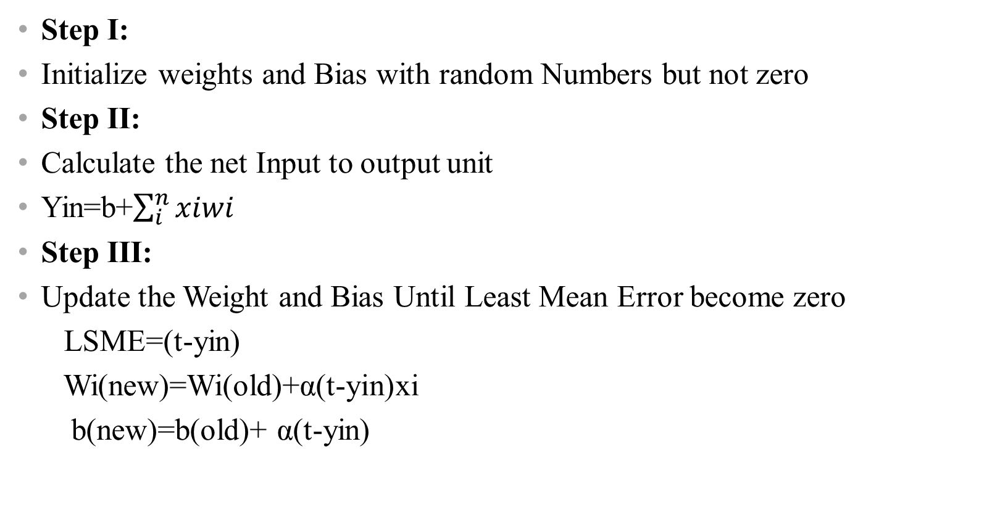 • Step I:
• Initialize weights and Bias with random Numbers but not zero
• Step II:
• Calculate the net Input to output unit
• Yin=b+∑ᵢⁿ xiwi
• Step III:
• Update the Weight and Bias Until Least Mean Error become zero
LSME=(t-yin)
Wi(new)=Wi(old)+α(t-yin)xi
b(new)=b(old)+ α(t-yin)